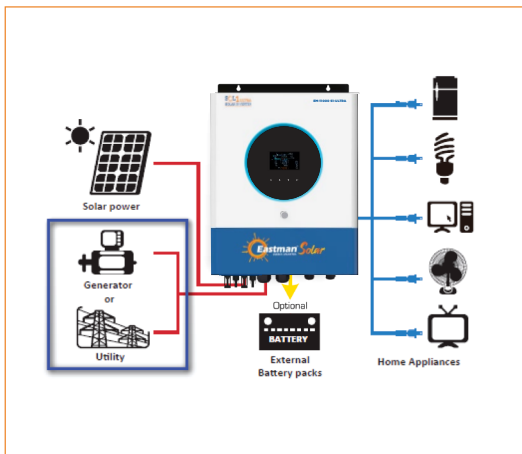 Solar power
Generator
or
Utility
Eastman Solar
Optional
BATTERY
External
Battery packs
Home Appliances